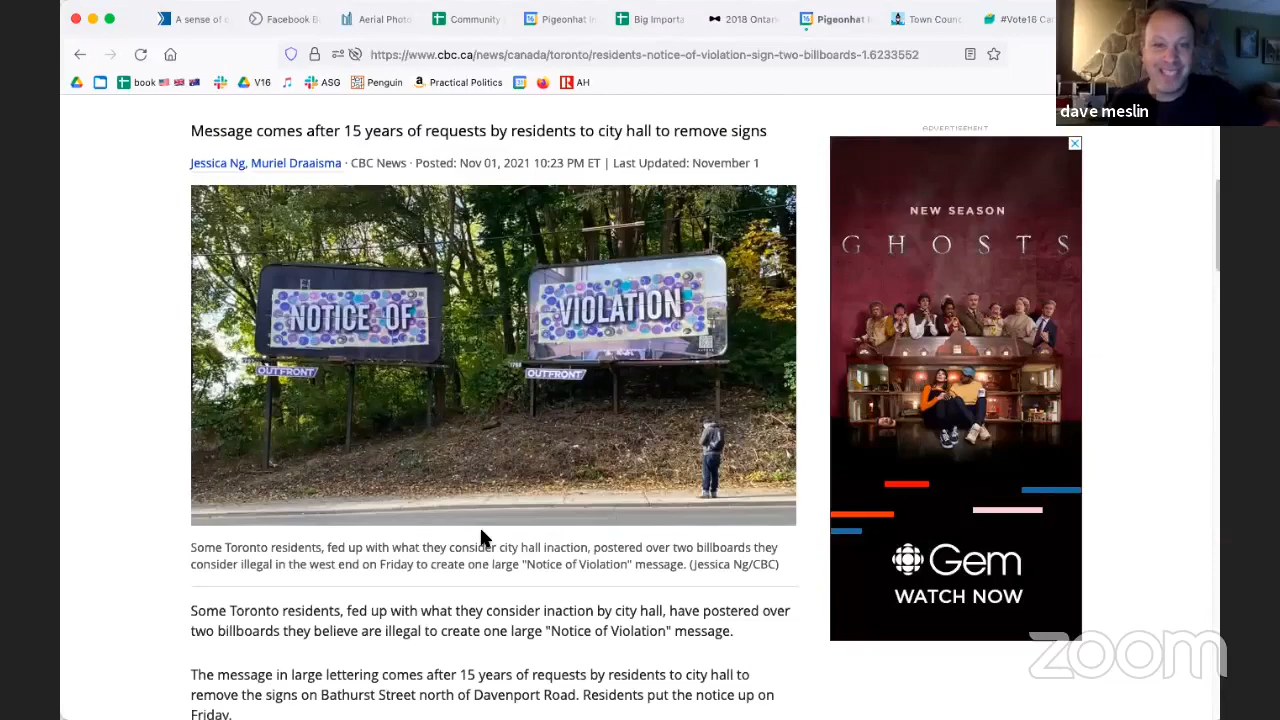 A sense of c
Facebook B
Aerial Photo
Community
Pigeonhat In
Big Importa
2018 Ontari
Pigeonhat
Town Counc
#Vote16 Ca
https://www.cbc.ca/news/canada/toronto/residents-notice-of-violation-sign-two-billboards-1.6233552
book
V16
ASG
Penguin
Practical Politics
AH
dave meslin
Message comes after 15 years of requests by residents to city hall to remove signs
Jessica Ng, Muriel Draaisma · CBC News · Posted: Nov 01, 2021 10:23 PM ET | Last Updated: November 1
NOTICE OF
VIOLATION
OUTFRONT
OUTFRONT
Some Toronto residents, fed up with what they consider city hall inaction, postered over two billboards they
consider illegal in the west end on Friday to create one large "Notice of Violation" message. (Jessica Ng/CBC)
Some Toronto residents, fed up with what they consider inaction by city hall, have postered over
two billboards they believe are illegal to create one large "Notice of Violation" message.
The message in large lettering comes after 15 years of requests by residents to city hall to
remove the signs on Bathurst Street north of Davenport Road. Residents put the notice up on
Friday.
ADVERTISEMENT
NEW SEASON
GHOSTS
Gem
WATCH NOW
zoom